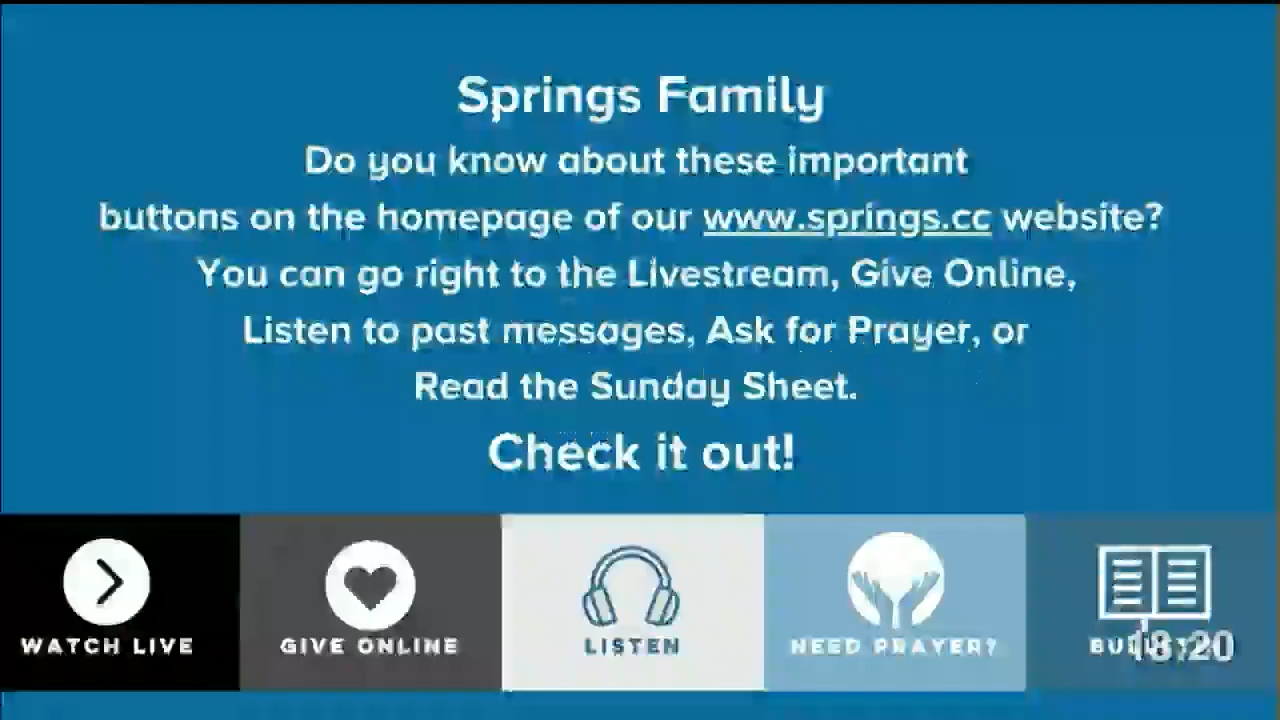 Springs Family
Do you know about these important
buttons on the homepage of our www.springs.cc website?
You can go right to the Livestream, Give Online,
Listen to past messages, Ask for Prayer, or
Read the Sunday Sheet.
Check it out!
WATCH LIVE
GIVE ONLINE
LISTEN
NEED PRAYER?
18:20